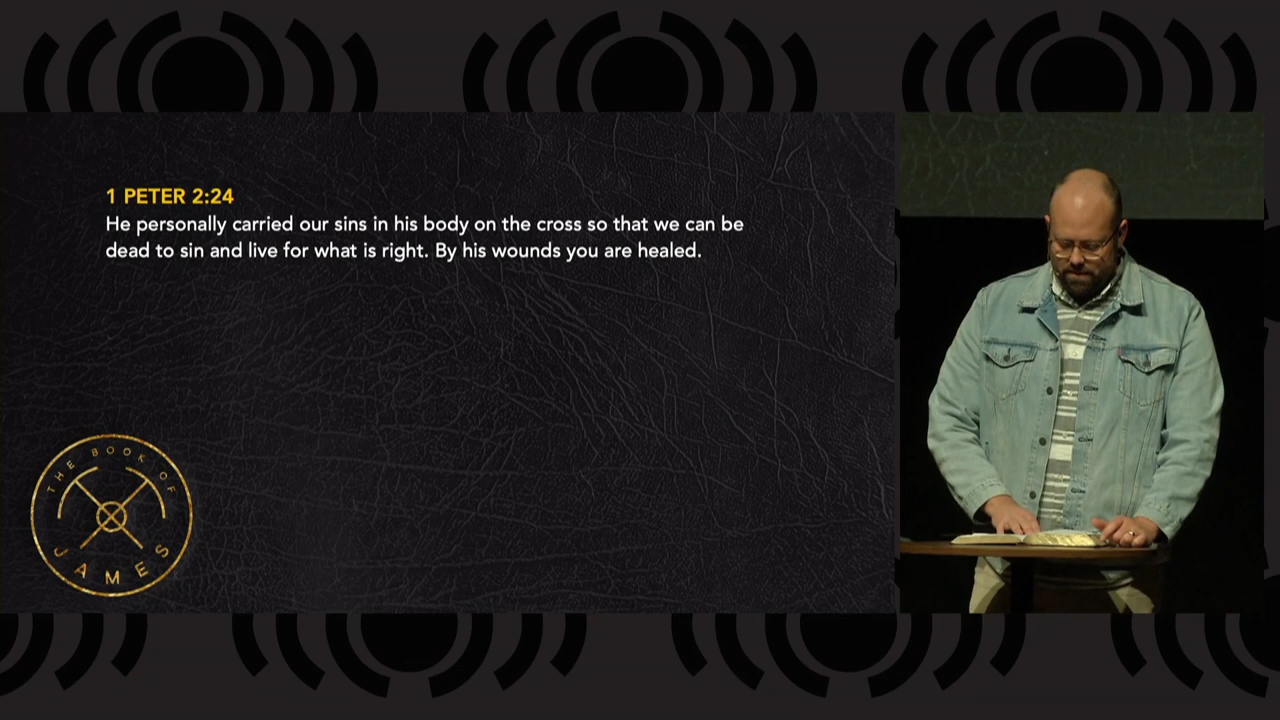 1 PETER 2:24
He personally carried our sins in his body on the cross so that we can be
dead to sin and live for what is right. By his wounds you are healed.
THE BOOK OF
JAMES